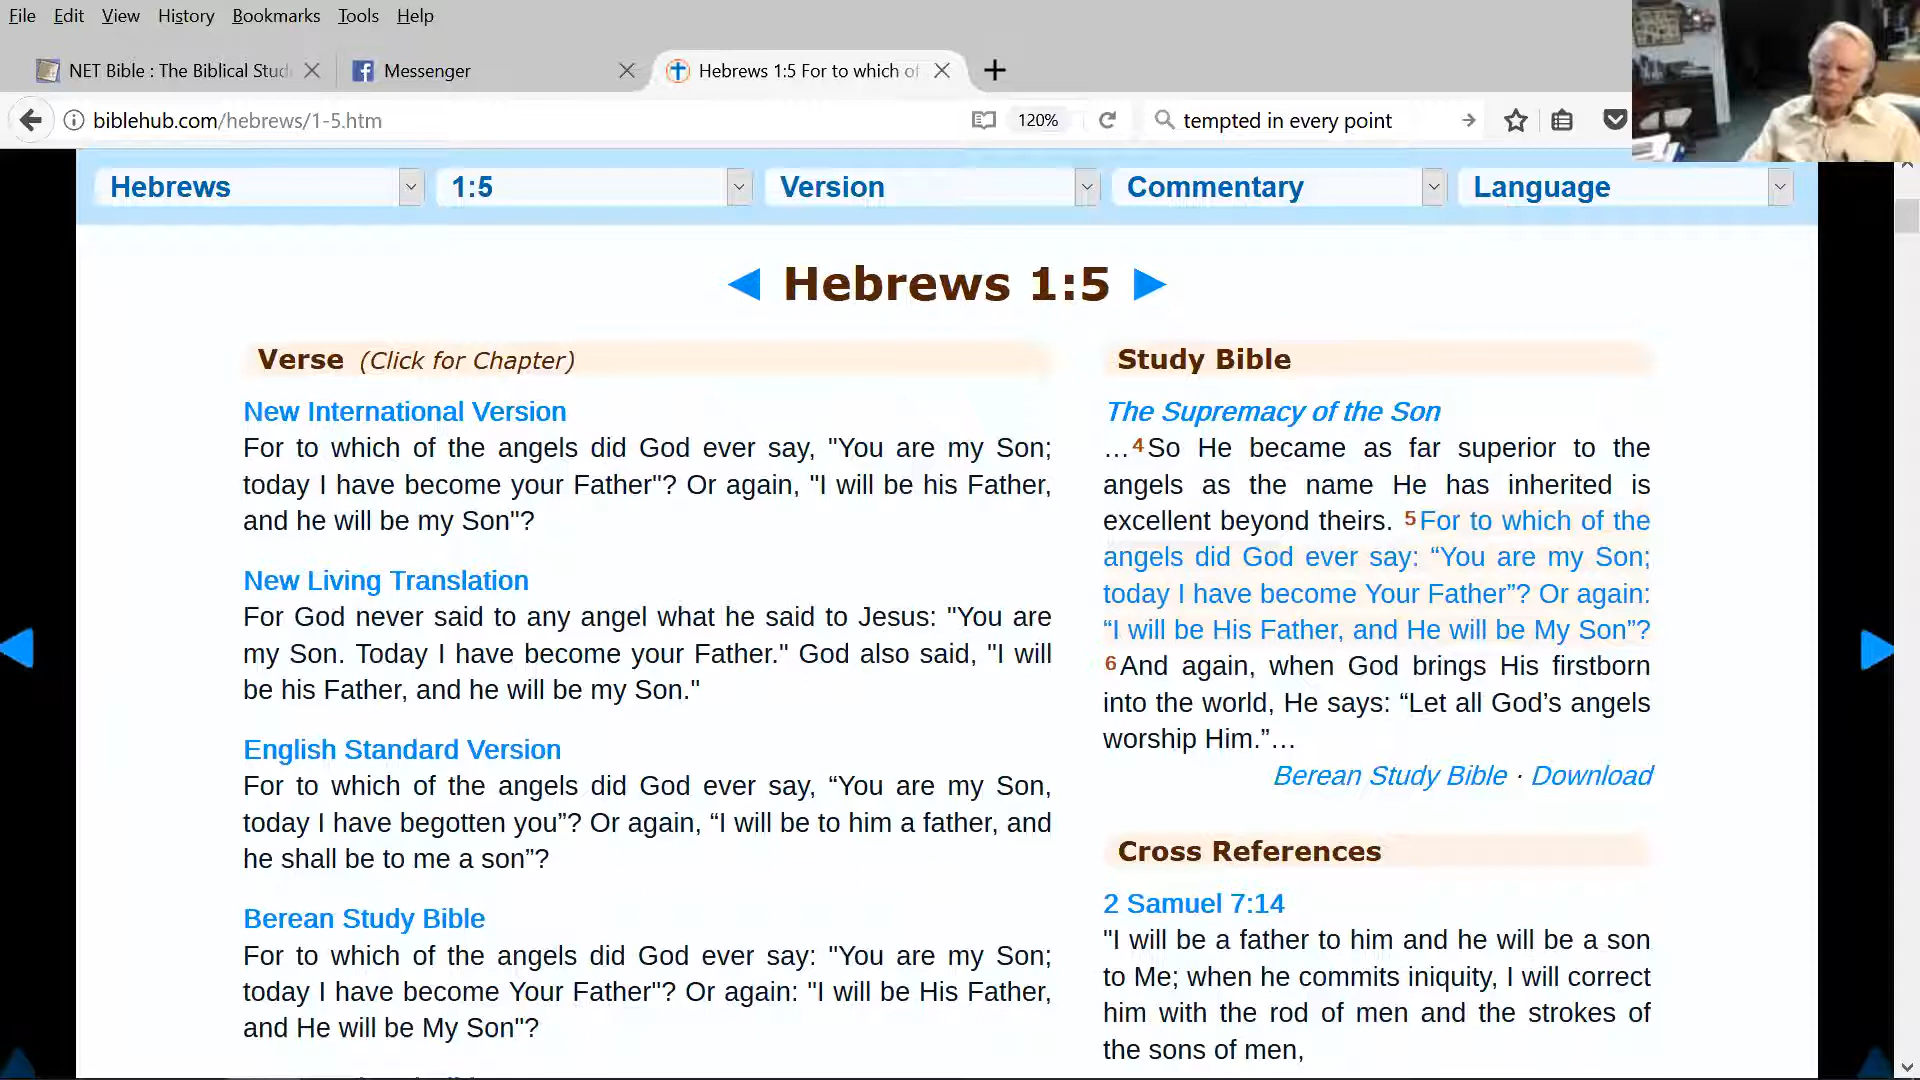 File Edit View History Bookmarks Tools Help
NET Bible : The Biblical Stud
Messenger
Hebrews 1:5 For to which of
biblehub.com/hebrews/1-5.htm
120%
tempted in every point
Hebrews
1:5
Version
Commentary
Language
Hebrews 1:5
Verse (Click for Chapter)
New International Version
For to which of the angels did God ever say, "You are my Son;
today I have become your Father"? Or again, "I will be his Father,
and he will be my Son"?
New Living Translation
For God never said to any angel what he said to Jesus: "You are
my Son. Today I have become your Father." God also said, "I will
be his Father, and he will be my Son."
English Standard Version
For to which of the angels did God ever say, “You are my Son,
today I have begotten you”? Or again, “I will be to him a father, and
he shall be to me a son”?
Berean Study Bible
For to which of the angels did God ever say: "You are my Son;
today I have become Your Father"? Or again: "I will be His Father,
and He will be My Son"?
Study Bible
The Supremacy of the Son
…4So He became as far superior to the
angels as the name He has inherited is
excellent beyond theirs. 5For to which of the
angels did God ever say: “You are my Son;
today I have become Your Father”? Or again:
“I will be His Father, and He will be My Son”?
6And again, when God brings His firstborn
into the world, He says: “Let all God’s angels
worship Him.”…
Berean Study Bible · Download
Cross References
2 Samuel 7:14
"I will be a father to him and he will be a son
to Me; when he commits iniquity, I will correct
him with the rod of men and the strokes of
the sons of men,